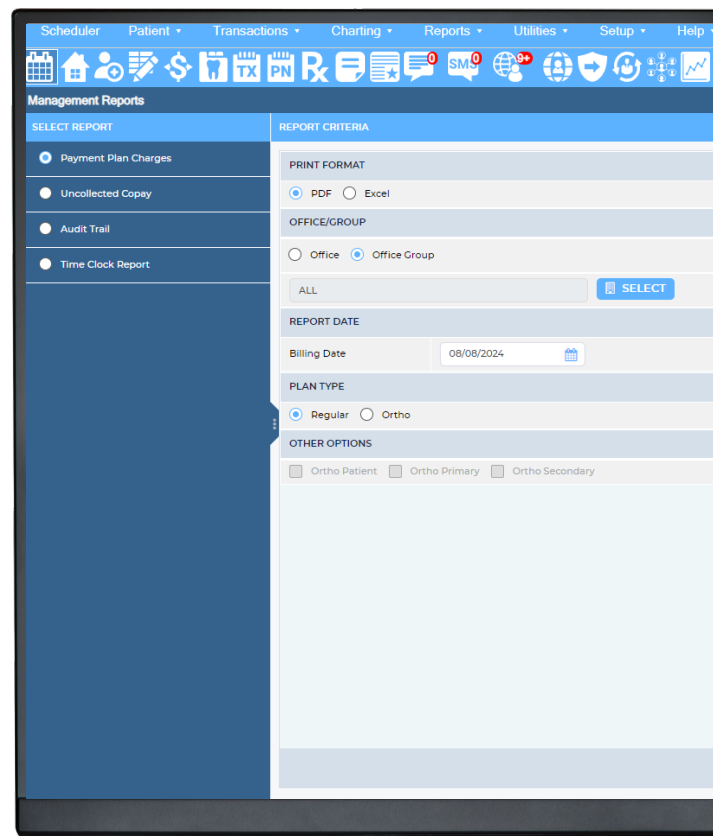 Scheduler Patient Transactions Charting Reports Utilities Setup Help
TX PN Rx 0 SMS 0 9+
Management Reports
SELECT REPORT
Payment Plan Charges
Uncollected Copay
Audit Trail
Time Clock Report
REPORT CRITERIA
PRINT FORMAT
PDF Excel
OFFICE/GROUP
Office Office Group
ALL SELECT
REPORT DATE
Billing Date 08/08/2024
PLAN TYPE
Regular Ortho
OTHER OPTIONS
Ortho Patient Ortho Primary Ortho Secondary